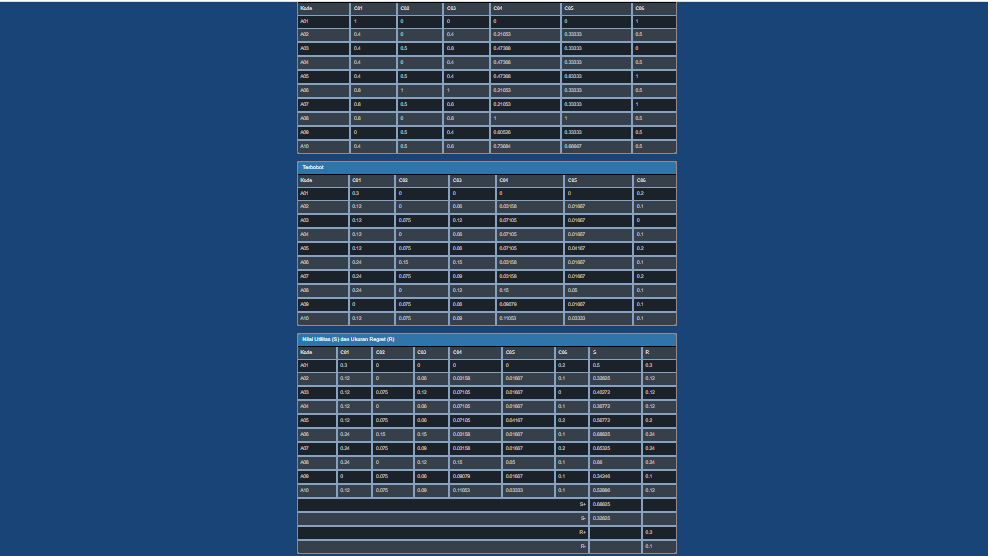 Kode C01 C02 C03 C04 C05 C06
A01 1 0 0 0 0 1
A02 0.4 0 0.4 0.21053 0.33333 0.5
A03 0.4 0.5 0.8 0.47368 0.33333 0
A04 0.4 0 0.4 0.47368 0.33333 0.5
A05 0.4 0.5 0.4 0.47368 0.83333 1
A06 0.8 1 1 0.21053 0.33333 0.5
A07 0.8 0.5 0.6 0.21053 0.33333 1
A08 0.8 0 0.8 1 1 0.5
A09 0 0.5 0.4 0.60526 0.33333 0.5
A10 0.4 0.5 0.6 0.73684 0.66667 0.5
Terbobot
Kode C01 C02 C03 C04 C05 C06
A01 0.3 0 0 0 0 0.2
A02 0.12 0 0.06 0.03158 0.01667 0.1
A03 0.12 0.075 0.12 0.07105 0.01667 0
A04 0.12 0 0.06 0.07105 0.01667 0.1
A05 0.12 0.075 0.06 0.07105 0.04167 0.2
A06 0.24 0.15 0.15 0.03158 0.01667 0.1
A07 0.24 0.075 0.09 0.03158 0.01667 0.2
A08 0.24 0 0.12 0.15 0.05 0.1
A09 0 0.075 0.06 0.09079 0.01667 0.1
A10 0.12 0.075 0.09 0.11053 0.03333 0.1
Nilai Utilitas (S) dan Ukuran Regret (R)
Kode C01 C02 C03 C04 C05 C06 S R
A01 0.3 0 0 0 0 0.2 0.5 0.3
A02 0.12 0 0.06 0.03158 0.01667 0.1 0.32825 0.12
A03 0.12 0.075 0.12 0.07105 0.01667 0 0.40272 0.12
A04 0.12 0 0.06 0.07105 0.01667 0.1 0.36772 0.12
A05 0.12 0.075 0.06 0.07105 0.04167 0.2 0.56772 0.2
A06 0.24 0.15 0.15 0.03158 0.01667 0.1 0.68825 0.24
A07 0.24 0.075 0.09 0.03158 0.01667 0.2 0.65325 0.24
A08 0.24 0 0.12 0.15 0.05 0.1 0.66 0.24
A09 0 0.075 0.06 0.09079 0.01667 0.1 0.34246 0.1
A10 0.12 0.075 0.09 0.11053 0.03333 0.1 0.52886 0.12
S+ 0.68825
S- 0.32825
R+ 0.3
R- 0.1